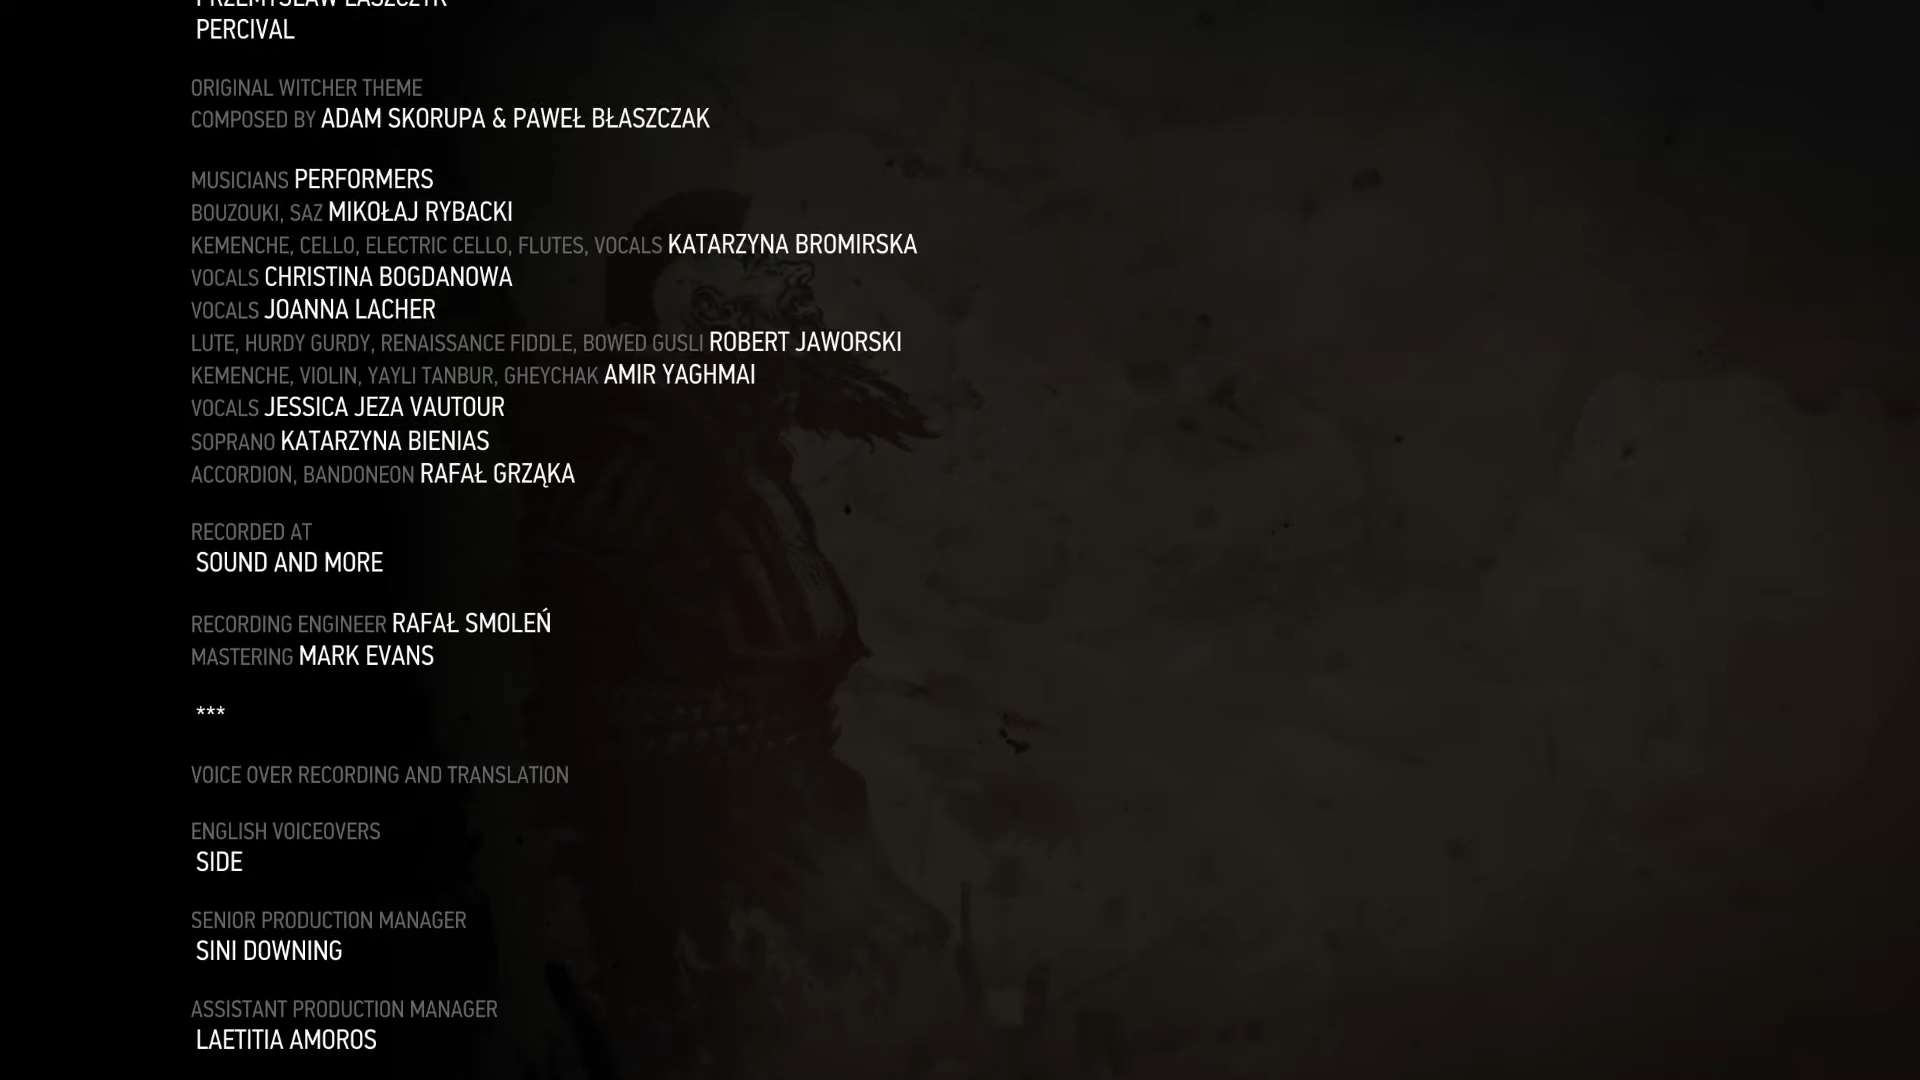 PRZEMYSŁAW ŁASZCZYK
PERCIVAL
ORIGINAL WITCHER THEME
COMPOSED BY ADAM SKORUPA & PAWEŁ BŁASZCZAK
MUSICIANS PERFORMERS
BOUZOUKI, SAZ MIKOŁAJ RYBACKI
KEMENCHE, CELLO, ELECTRIC CELLO, FLUTES, VOCALS KATARZYNA BROMIRSKA
VOCALS CHRISTINA BOGDANOWA
VOCALS JOANNA LACHER
LUTE, HURDY GURDY, RENAISSANCE FIDDLE, BOWED GUSLI ROBERT JAWORSKI
KEMENCHE, VIOLIN, YAYLI TANBUR, GHEYCHAK AMIR YAGHMAI
VOCALS JESSICA JEZA VAUTOUR
SOPRANO KATARZYNA BIENIAS
ACCORDION, BANDONEON RAFAŁ GRZĄKA
RECORDED AT
SOUND AND MORE
RECORDING ENGINEER RAFAŁ SMOLEŃ
MASTERING MARK EVANS
***
VOICE OVER RECORDING AND TRANSLATION
ENGLISH VOICEOVERS
SIDE
SENIOR PRODUCTION MANAGER
SINI DOWNING
ASSISTANT PRODUCTION MANAGER
LAETITIA AMOROS